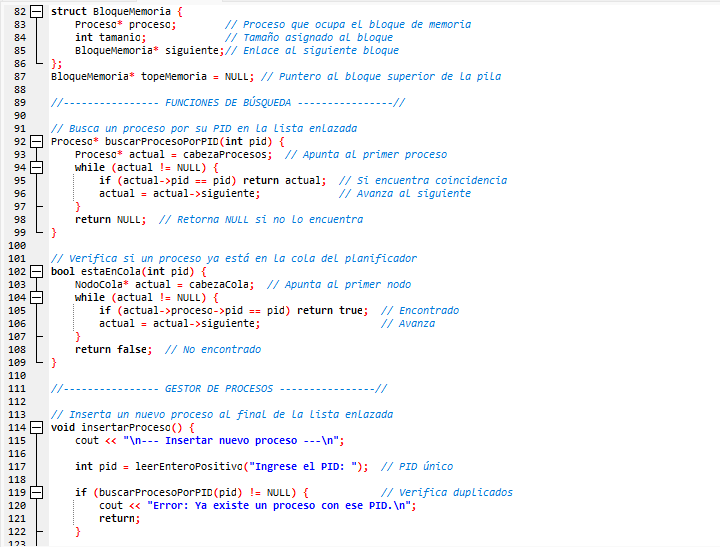 82 struct BloqueMemoria {
83 Proceso* proceso; // Proceso que ocupa el bloque de memoria
84 int tamanio; // Tamaño asignado al bloque
85 BloqueMemoria* siguiente;// Enlace al siguiente bloque
86 };
87 BloqueMemoria* topeMemoria = NULL; // Puntero al bloque superior de la pila
88
89 //---------------- FUNCIONES DE BÚSQUEDA ----------------//
90
91 // Busca un proceso por su PID en la lista enlazada
92 Proceso* buscarProcesoPorPID(int pid) {
93 Proceso* actual = cabezaProcesos; // Apunta al primer proceso
94 while (actual != NULL) {
95 if (actual->pid == pid) return actual; // Si encuentra coincidencia
96 actual = actual->siguiente; // Avanza al siguiente
97 }
98 return NULL; // Retorna NULL si no lo encuentra
99 }
100
101 // Verifica si un proceso ya está en la cola del planificador
102 bool estaEnCola(int pid) {
103 NodoCola* actual = cabezaCola; // Apunta al primer nodo
104 while (actual != NULL) {
105 if (actual->proceso->pid == pid) return true; // Encontrado
106 actual = actual->siguiente; // Avanza
107 }
108 return false; // No encontrado
109 }
110
111 //---------------- GESTOR DE PROCESOS ----------------//
112
113 // Inserta un nuevo proceso al final de la lista enlazada
114 void insertarProceso() {
115 cout << "\n--- Insertar nuevo proceso ---\n";
116
117 int pid = leerEnteroPositivo("Ingrese el PID: "); // PID único
118
119 if (buscarProcesoPorPID(pid) != NULL) { // Verifica duplicados
120 cout << "Error: Ya existe un proceso con ese PID.\n";
121 return;
122 }
123